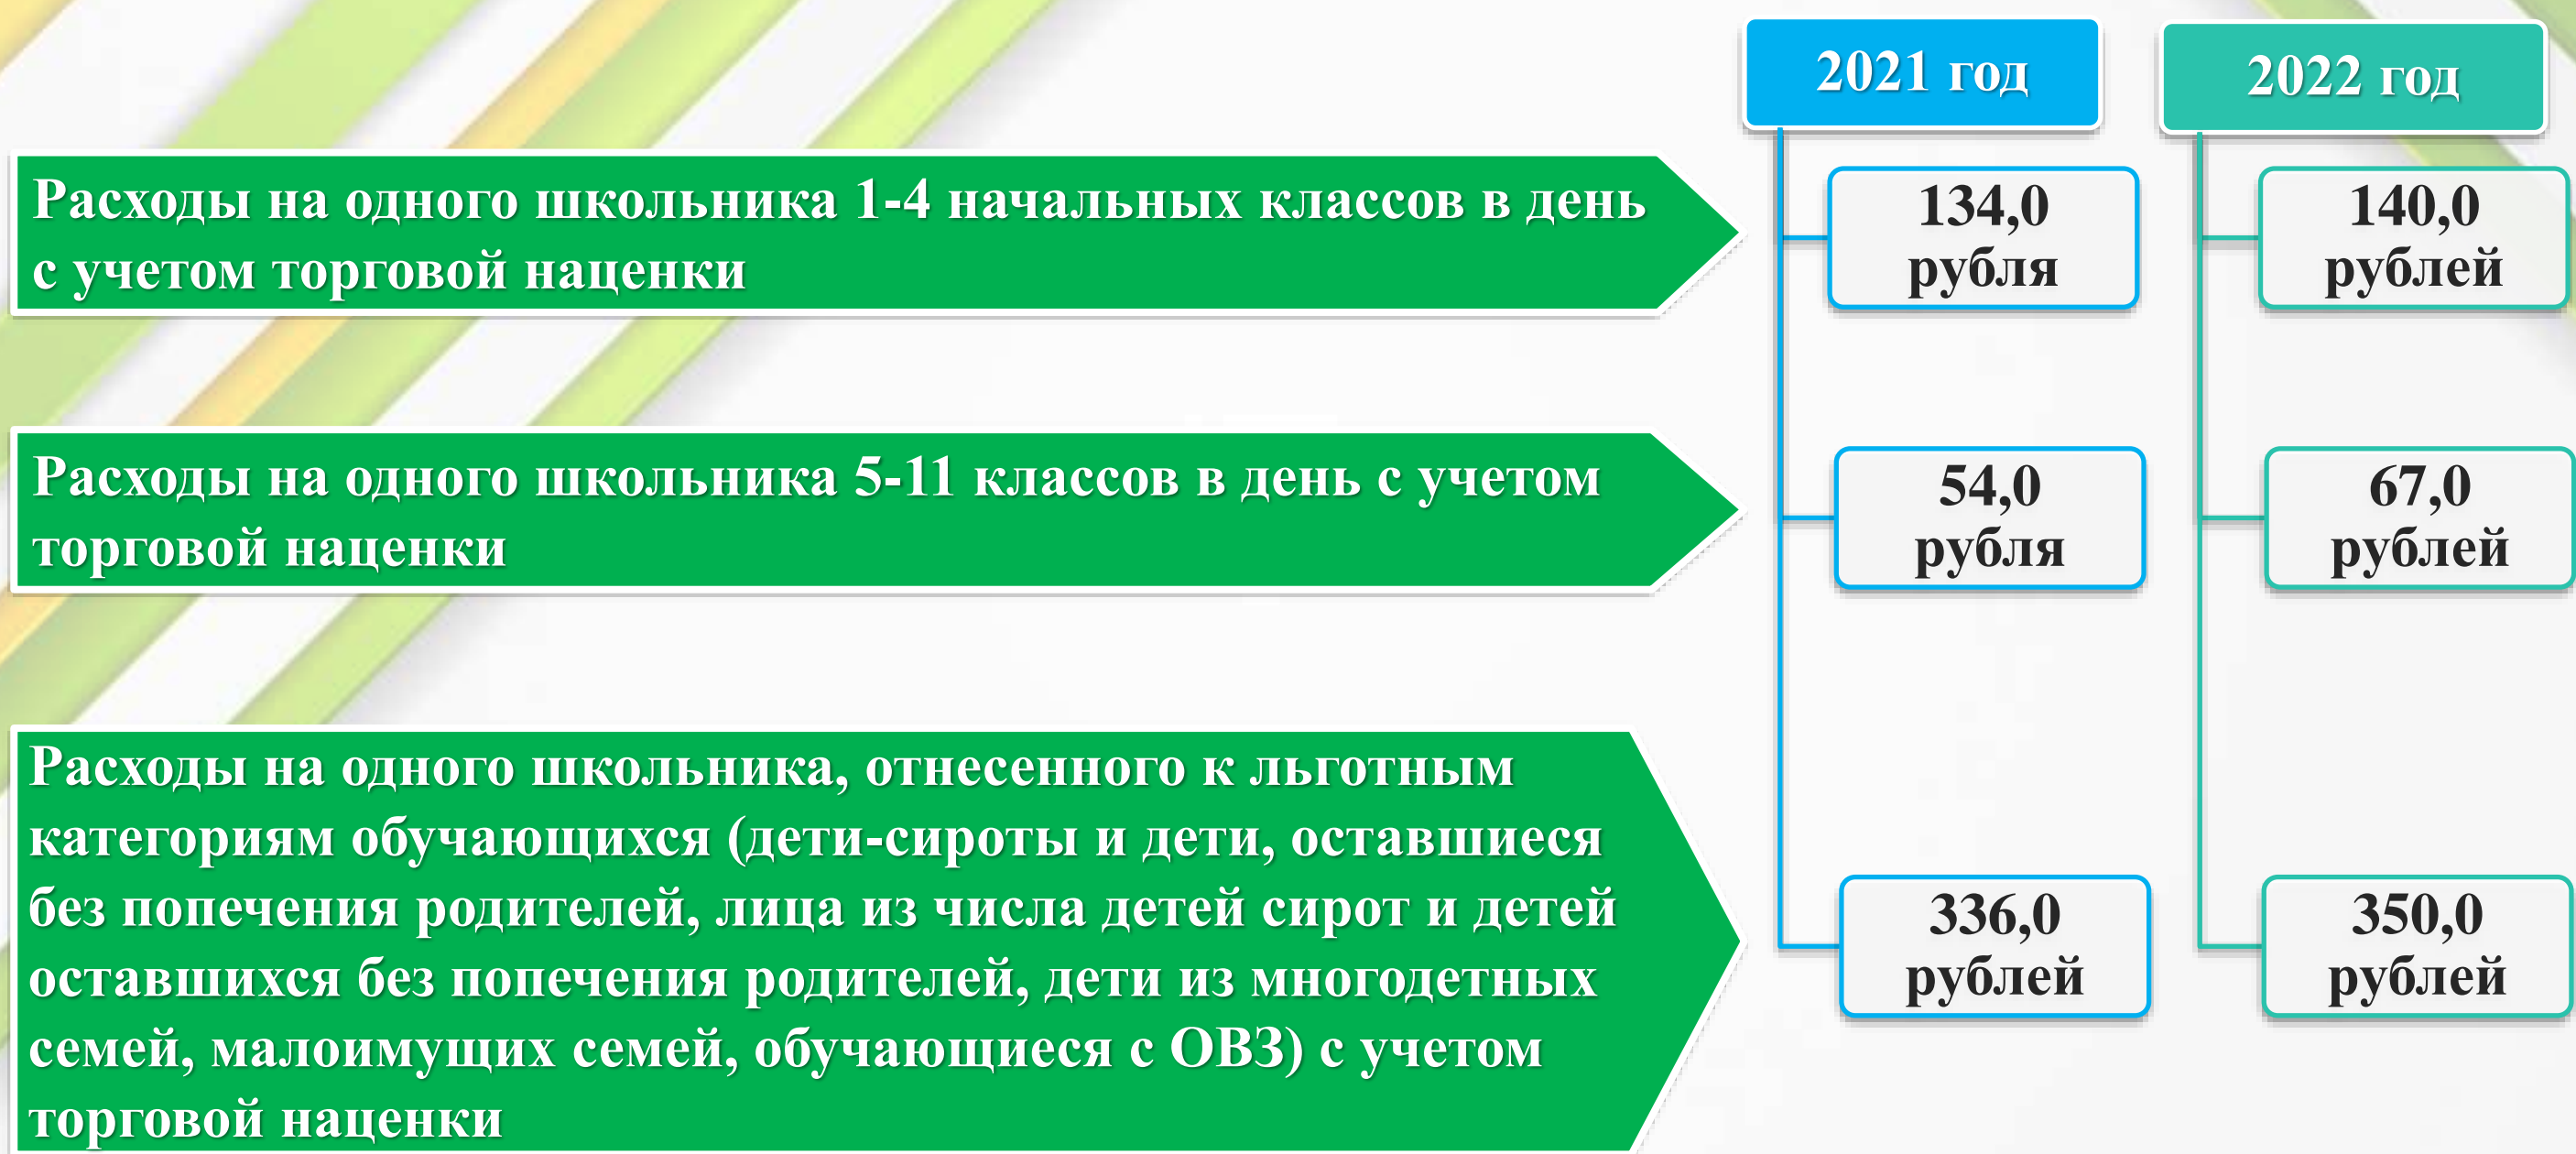 2021 год
2022 год
Расходы на одного школьника 1-4 начальных классов в день
с учетом торговой наценки
134,0
рубля
140,0
рублей
Расходы на одного школьника 5-11 классов в день с учетом
торговой наценки
54,0
рубля
67,0
рублей
Расходы на одного школьника, отнесенного к льготным
категориям обучающихся (дети-сироты и дети, оставшиеся
без попечения родителей, лица из числа детей сирот и детей
оставшихся без попечения родителей, дети из многодетных
семей, малоимущих семей, обучающиеся с ОВЗ) с учетом
торговой наценки
336,0
рублей
350,0
рублей